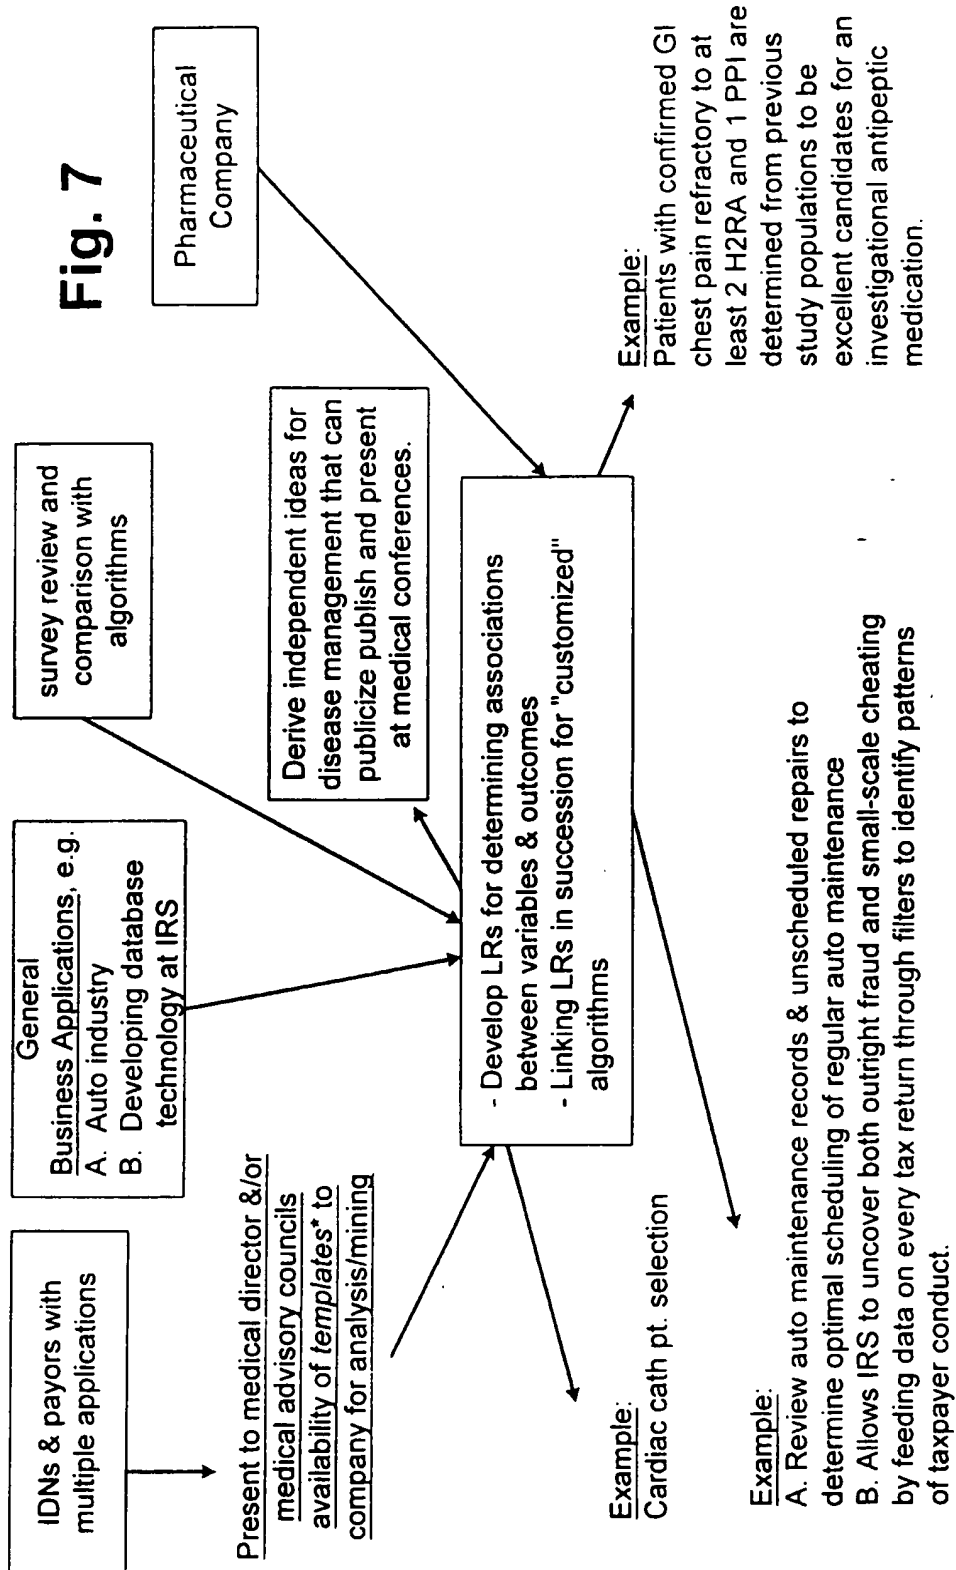 Fig. 7
IDNs & payors with
multiple applications
General
Business Applications, e.g.
A. Auto industry
B. Developing database
technology at IRS
survey review and
comparison with
algorithms
Pharmaceutical
Company
Present to medical director &/or
medical advisory councils
availability of templates* to
company for analysis/mining
Derive independent ideas for
disease management that can
publicize publish and present
at medical conferences.
- Develop LRs for determining associations
between variables & outcomes
- Linking LRs in succession for "customized"
algorithms
Example:
Cardiac cath pt. selection
Example:
Patients with confirmed GI
chest pain refractory to at
least 2 H2RA and 1 PPI are
determined from previous
study populations to be
excellent candidates for an
investigational antipeptic
medication.
Example:
A. Review auto maintenance records & unscheduled repairs to
determine optimal scheduling of regular auto maintenance
B. Allows IRS to uncover both outright fraud and small-scale cheating
by feeding data on every tax return through filters to identify patterns
of taxpayer conduct.